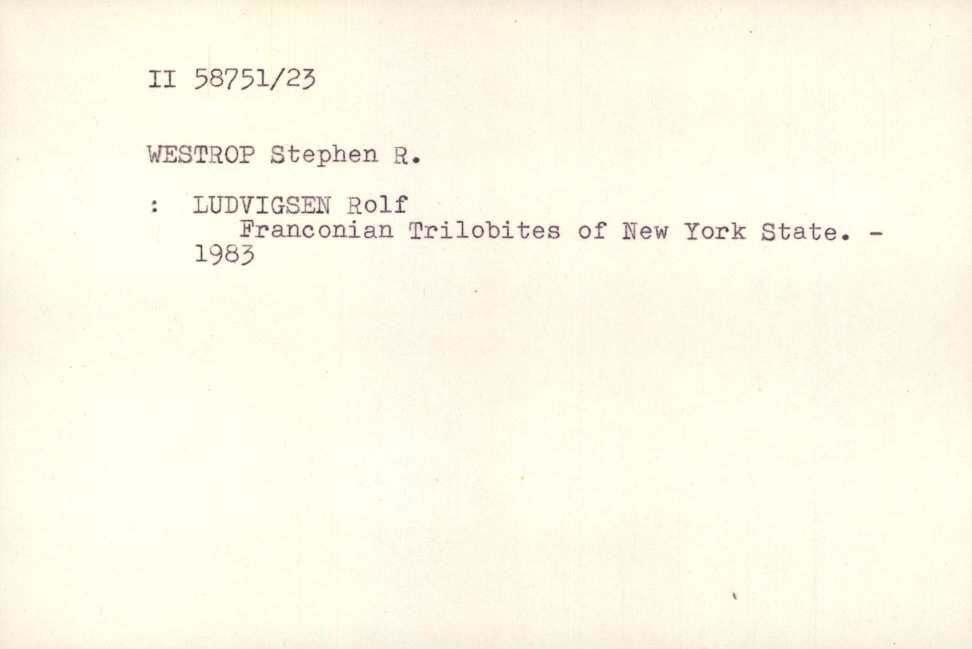 II 58751/23
WESTROP Stephen R.
: LUDVIGSEN Rolf
Franconian Trilobites of New York State. -
1983